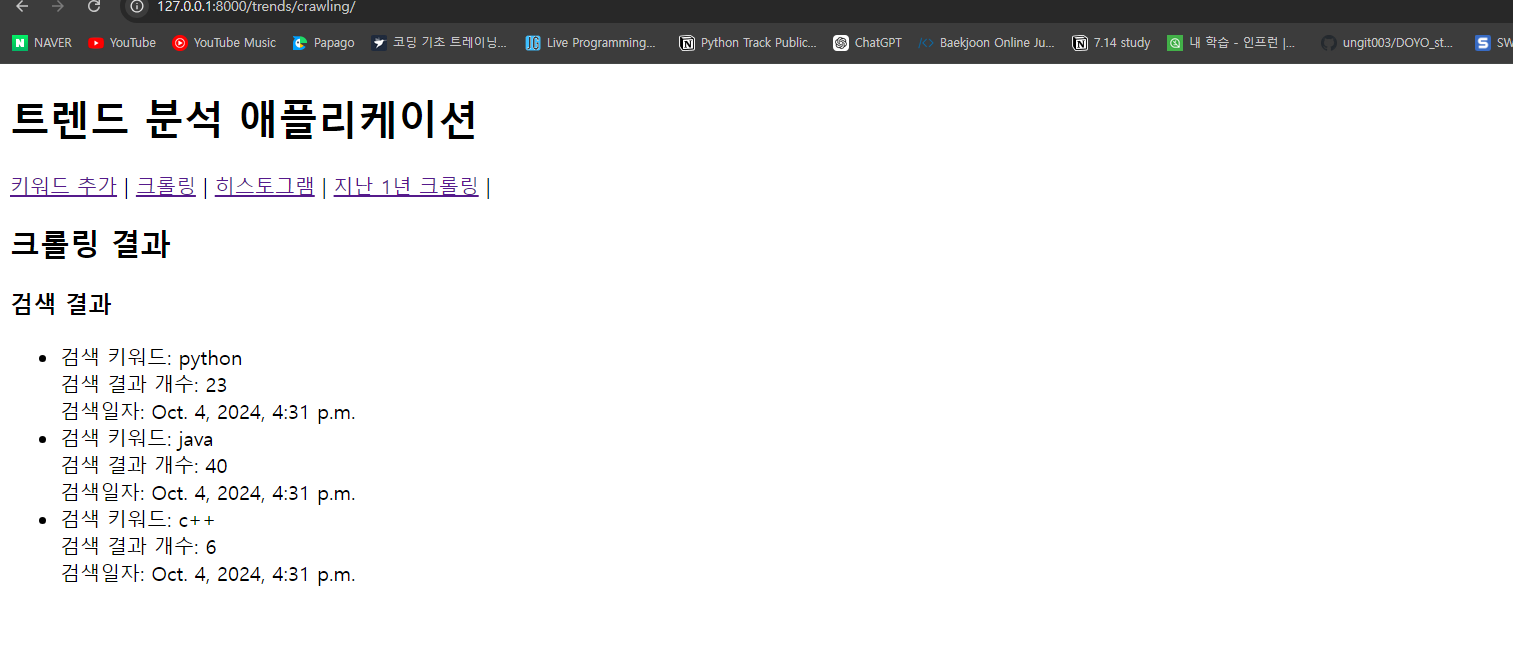 127.0.0.1:8000/trends/crawling/
NAVER YouTube YouTube Music Papago 코딩 기초 트레이닝... Live Programming... Python Track Public... ChatGPT Baekjoon Online Ju... 7.14 study 내 학습 - 인프런 |... ungit003/DOYO_st... SW
트렌드 분석 애플리케이션
키워드 추가 | 크롤링 | 히스토그램 | 지난 1년 크롤링 |
크롤링 결과
검색 결과
• 검색 키워드: python
검색 결과 개수: 23
검색일자: Oct. 4, 2024, 4:31 p.m.
• 검색 키워드: java
검색 결과 개수: 40
검색일자: Oct. 4, 2024, 4:31 p.m.
• 검색 키워드: c++
검색 결과 개수: 6
검색일자: Oct. 4, 2024, 4:31 p.m.